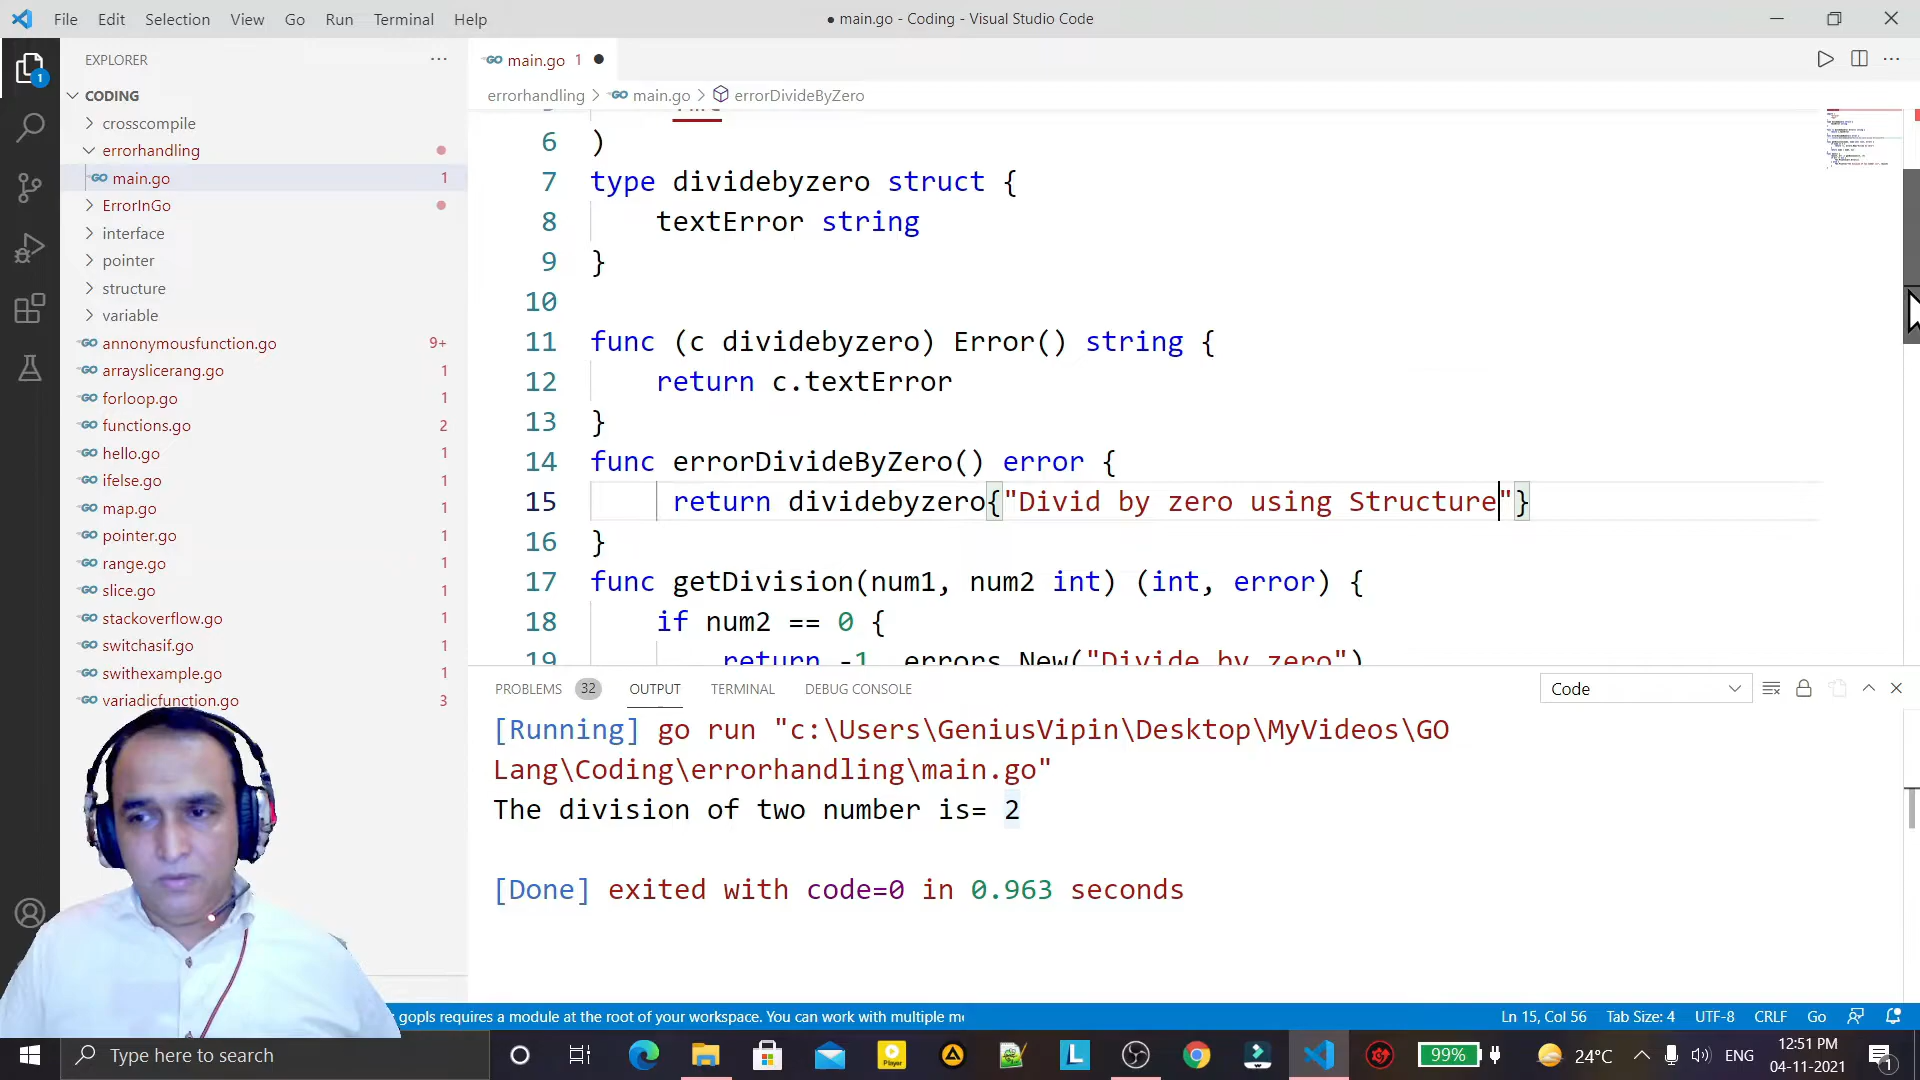 File Edit Selection View Go Run Terminal Help
● main.go - Coding - Visual Studio Code
EXPLORER
main.go 1
CODING
errorhandling > main.go > errorDivideByZero
crosscompile
errorhandling
main.go 1
ErrorInGo
interface
pointer
structure
variable
annonymousfunction.go 9+
arrayslicerang.go 1
forloop.go 1
functions.go 2
hello.go 1
ifelse.go 1
map.go 1
pointer.go 1
range.go 1
slice.go 1
stackoverflow.go 1
switchasif.go 1
swithexample.go 1
variadicfunction.go 3
6 )
7 type dividebyzero struct {
8 textError string
9 }
10
11 func (c dividebyzero) Error() string {
12 return c.textError
13 }
14 func errorDivideByZero() error {
15 return dividebyzero{"Divid by zero using Structure"}
16 }
17 func getDivision(num1, num2 int) (int, error) {
18 if num2 == 0 {
19 return -1, errors.New("Divide by zero")
PROBLEMS 32 OUTPUT TERMINAL DEBUG CONSOLE
Code
[Running] go run "c:\Users\GeniusVipin\Desktop\MyVideos\GO
Lang\Coding\errorhandling\main.go"
The division of two number is= 2
[Done] exited with code=0 in 0.963 seconds
gopls requires a module at the root of your workspace. You can work with multiple
Ln 15, Col 56 Tab Size: 4 UTF-8 CRLF Go
Type here to search
Player
99%
24°C
ENG
12:51 PM
04-11-2021
1